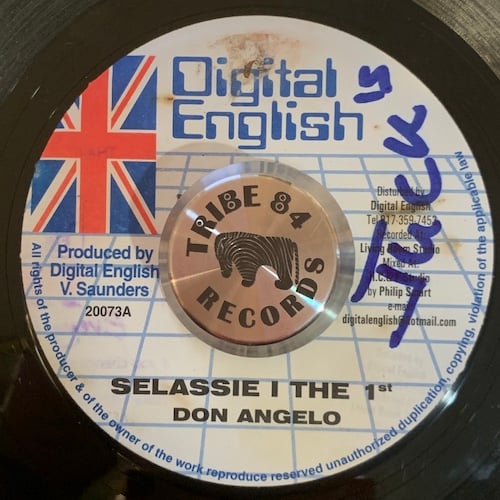 Digital
English
TRIBE 84
RECORDS
Produced by
Digital English
V. Saunders
20073A
Disturbed by
Digital English
Tel 817-359-7457
Recorded At
Living Room Studio
Mixed At:
Studio
by Philip Smart
e-mail
digitalenglish@hotmail.com
SELASSIE I THE 1st
DON ANGELO
All rights of the producer & of the owner of the work reproduce reserved unauthorized duplication, copying, violation of the applicable law